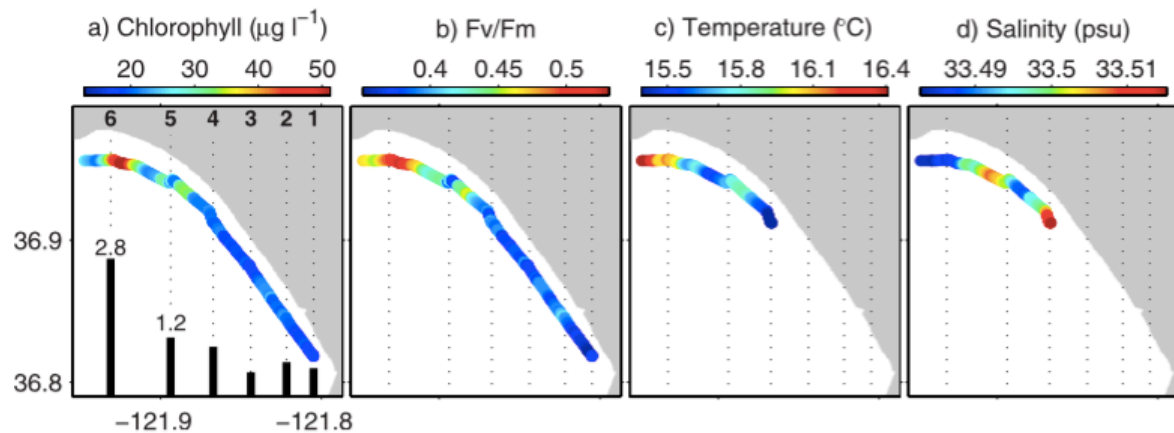 a) Chlorophyll (μg l⁻¹) b) Fv/Fm c) Temperature (°C) d) Salinity (psu)
20 30 40 50 0.4 0.45 0.5 15.5 15.8 16.1 16.4 33.49 33.5 33.51
6 5 4 3 2 1
36.9
2.8
1.2
36.8
−121.9 −121.8